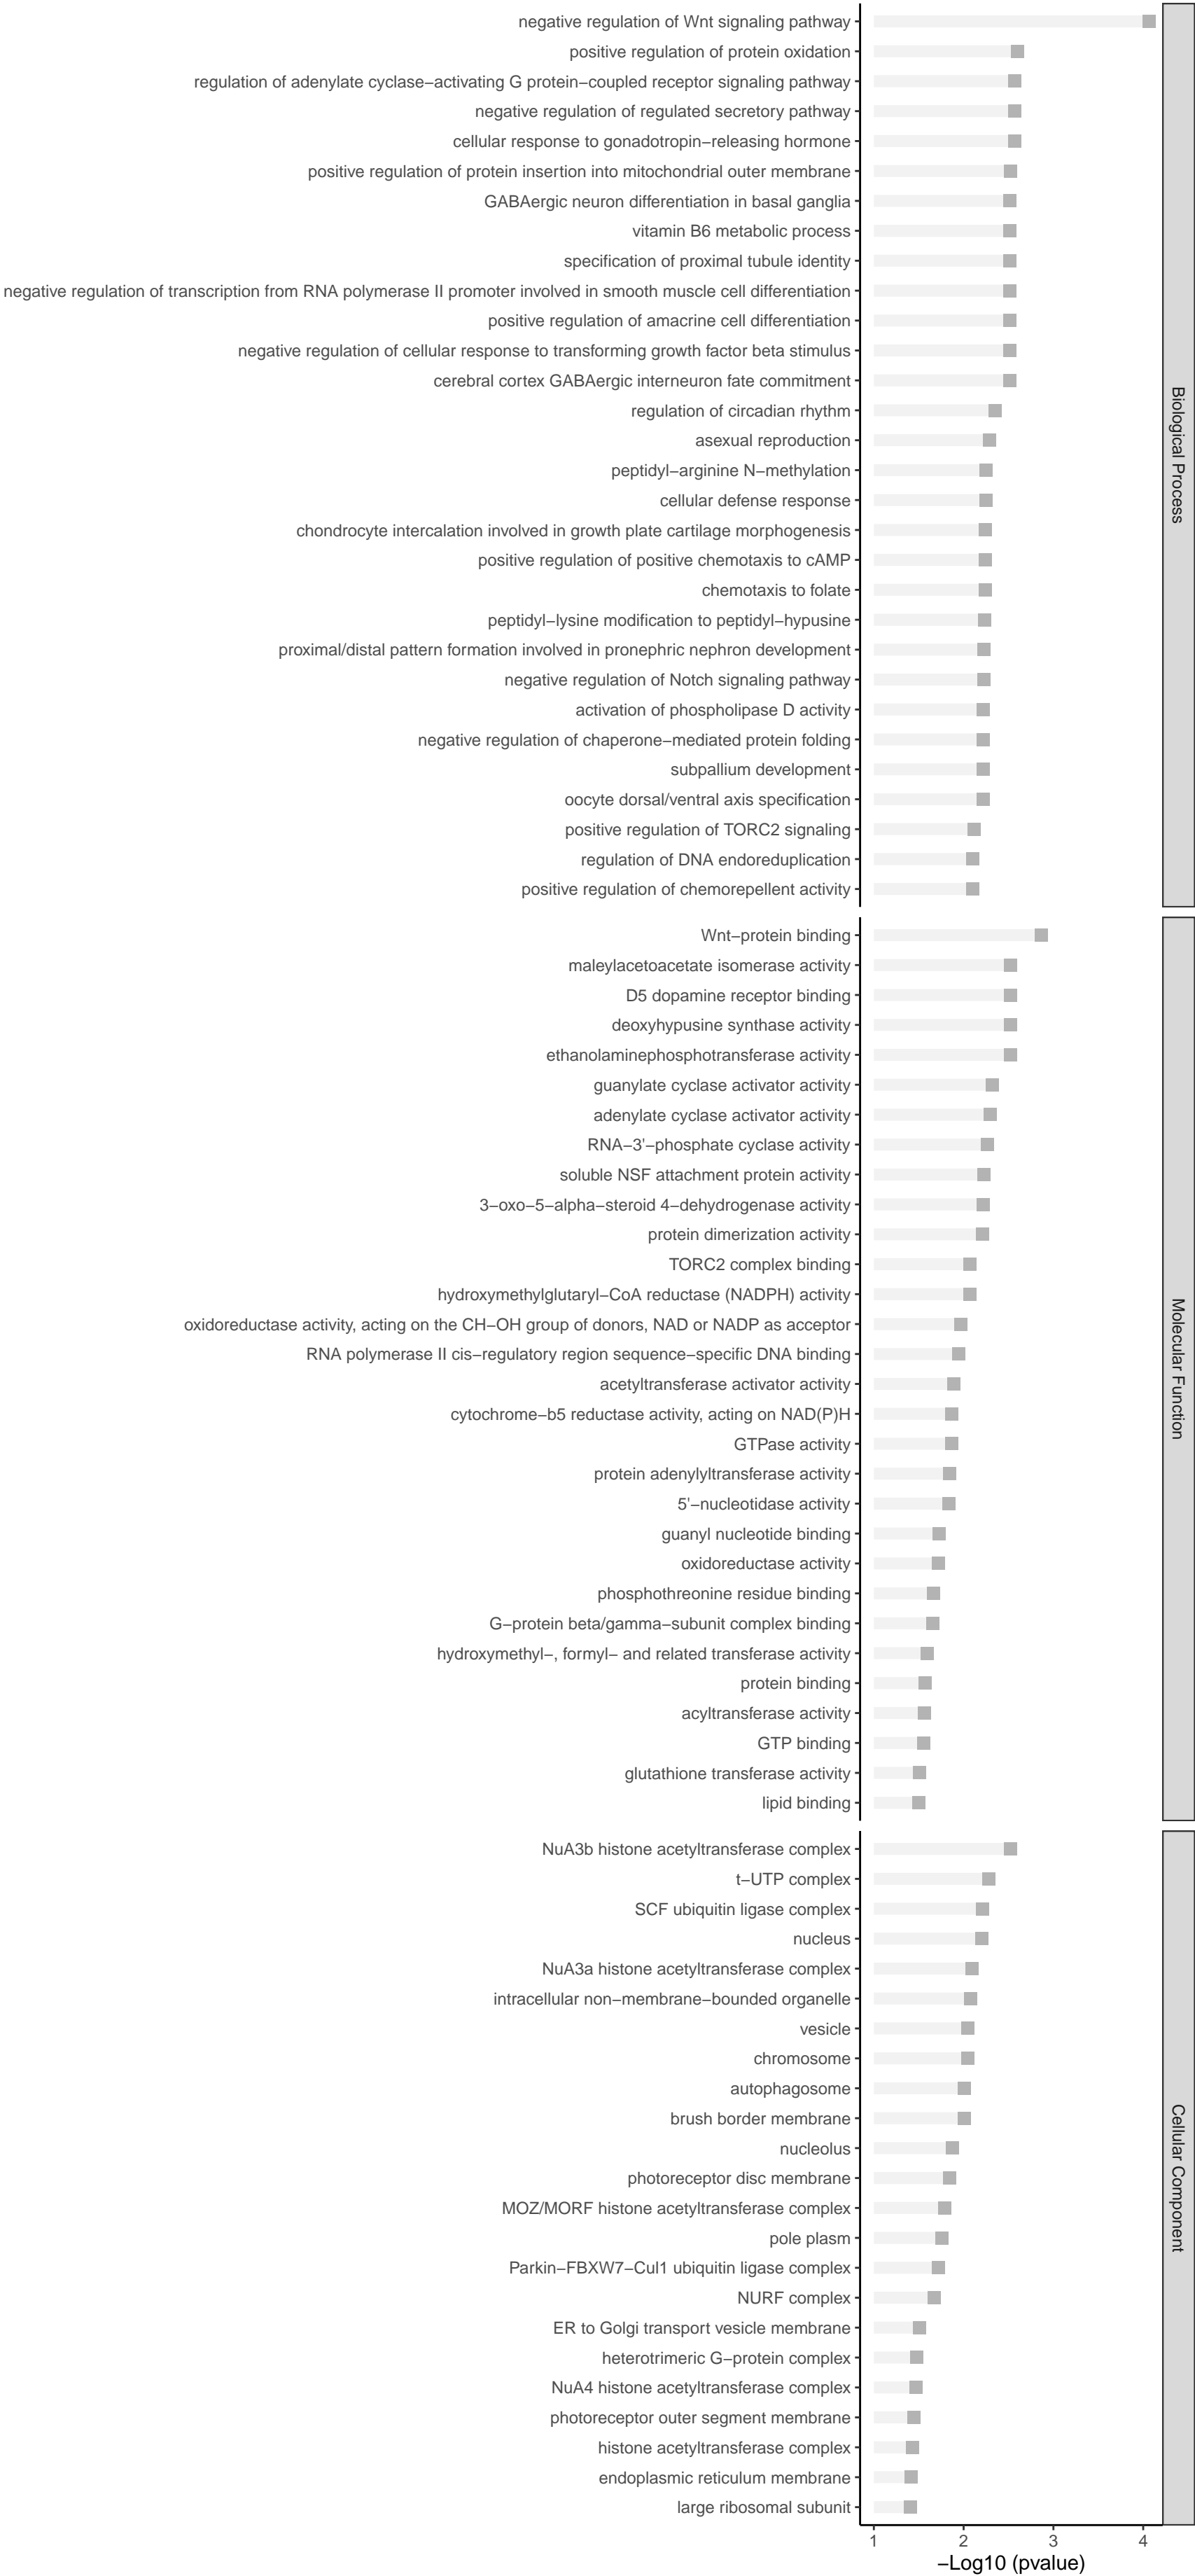 negative regulation of Wnt signaling pathway
positive regulation of protein oxidation
regulation of adenylate cyclase−activating G protein−coupled receptor signaling pathway
negative regulation of regulated secretory pathway
cellular response to gonadotropin−releasing hormone
positive regulation of protein insertion into mitochondrial outer membrane
GABAergic neuron differentiation in basal ganglia
vitamin B6 metabolic process
specification of proximal tubule identity
negative regulation of transcription from RNA polymerase II promoter involved in smooth muscle cell differentiation
positive regulation of amacrine cell differentiation
negative regulation of cellular response to transforming growth factor beta stimulus
cerebral cortex GABAergic interneuron fate commitment
regulation of circadian rhythm
asexual reproduction
peptidyl−arginine N−methylation
cellular defense response
chondrocyte intercalation involved in growth plate cartilage morphogenesis
positive regulation of positive chemotaxis to cAMP
chemotaxis to folate
peptidyl−lysine modification to peptidyl−hypusine
proximal/distal pattern formation involved in pronephric nephron development
negative regulation of Notch signaling pathway
activation of phospholipase D activity
negative regulation of chaperone−mediated protein folding
subpallium development
oocyte dorsal/ventral axis specification
positive regulation of TORC2 signaling
regulation of DNA endoreduplication
positive regulation of chemorepellent activity
Biological Process
Wnt−protein binding
maleylacetoacetate isomerase activity
D5 dopamine receptor binding
deoxyhypusine synthase activity
ethanolaminephosphotransferase activity
guanylate cyclase activator activity
adenylate cyclase activator activity
RNA−3'−phosphate cyclase activity
soluble NSF attachment protein activity
3−oxo−5−alpha−steroid 4−dehydrogenase activity
protein dimerization activity
TORC2 complex binding
hydroxymethylglutaryl−CoA reductase (NADPH) activity
oxidoreductase activity, acting on the CH−OH group of donors, NAD or NADP as acceptor
RNA polymerase II cis−regulatory region sequence−specific DNA binding
acetyltransferase activator activity
cytochrome−b5 reductase activity, acting on NAD(P)H
GTPase activity
protein adenylyltransferase activity
5'−nucleotidase activity
guanyl nucleotide binding
oxidoreductase activity
phosphothreonine residue binding
G−protein beta/gamma−subunit complex binding
hydroxymethyl−, formyl− and related transferase activity
protein binding
acyltransferase activity
GTP binding
glutathione transferase activity
lipid binding
Molecular Function
NuA3b histone acetyltransferase complex
t−UTP complex
SCF ubiquitin ligase complex
nucleus
NuA3a histone acetyltransferase complex
intracellular non−membrane−bounded organelle
vesicle
chromosome
autophagosome
brush border membrane
nucleolus
photoreceptor disc membrane
MOZ/MORF histone acetyltransferase complex
pole plasm
Parkin−FBXW7−Cul1 ubiquitin ligase complex
NURF complex
ER to Golgi transport vesicle membrane
heterotrimeric G−protein complex
NuA4 histone acetyltransferase complex
photoreceptor outer segment membrane
histone acetyltransferase complex
endoplasmic reticulum membrane
large ribosomal subunit
Cellular Component
1 2 3 4
−Log10 (pvalue)